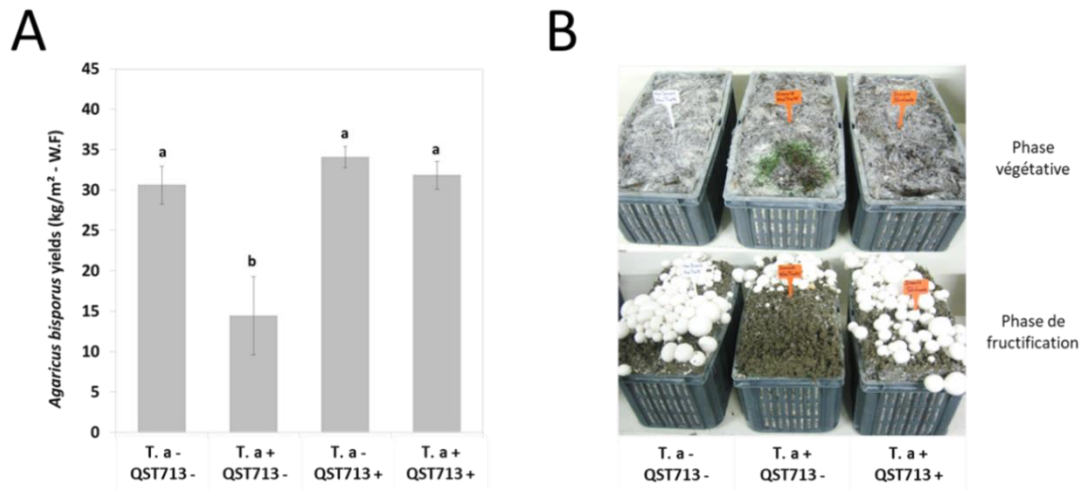 A
45
40
35
30
25
20
15
10
5
0
Agaricus bisporus yields (kg/m² - W.F)
a
b
a
a
T. a - T. a + T. a - T. a +
QST713 - QST713 - QST713 + QST713 +
B
Phase
végétative
Phase de
fructification
T. a - T. a + T. a +
QST713 - QST713 - QST713 +